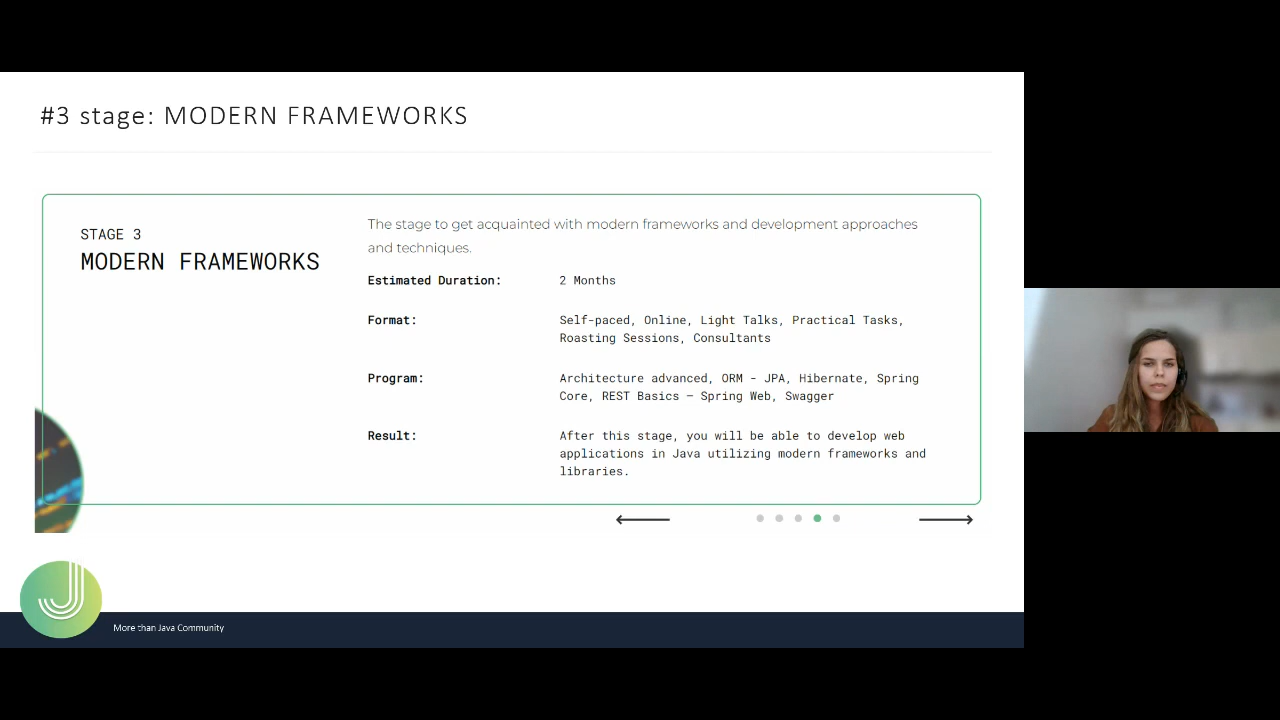 #3 stage: MODERN FRAMEWORKS
STAGE 3
MODERN FRAMEWORKS
The stage to get acquainted with modern frameworks and development approaches
and techniques.
Estimated Duration: 2 Months
Format: Self-paced, Online, Light Talks, Practical Tasks,
Roasting Sessions, Consultants
Program: Architecture advanced, ORM - JPA, Hibernate, Spring
Core, REST Basics – Spring Web, Swagger
Result: After this stage, you will be able to develop web
applications in Java utilizing modern frameworks and
libraries.
More than Java Community